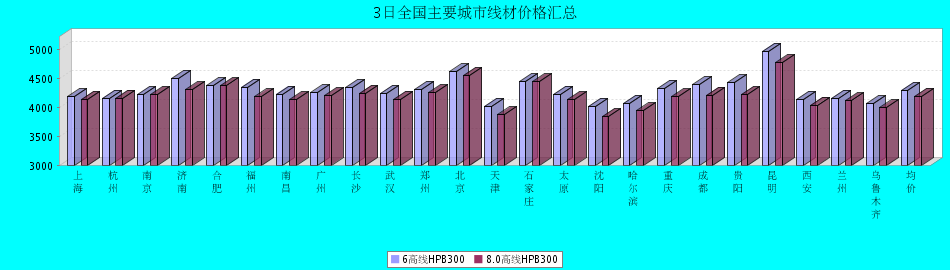 3日全国主要城市线材价格汇总
5000
4500
4000
3500
3000
上海
杭州
南京
济南
合肥
福州
南昌
广州
长沙
武汉
郑州
北京
天津
石家庄
太原
沈阳
哈尔滨
重庆
成都
贵阳
昆明
西安
兰州
乌鲁木齐
均价
6高线HPB300
8.0高线HPB300